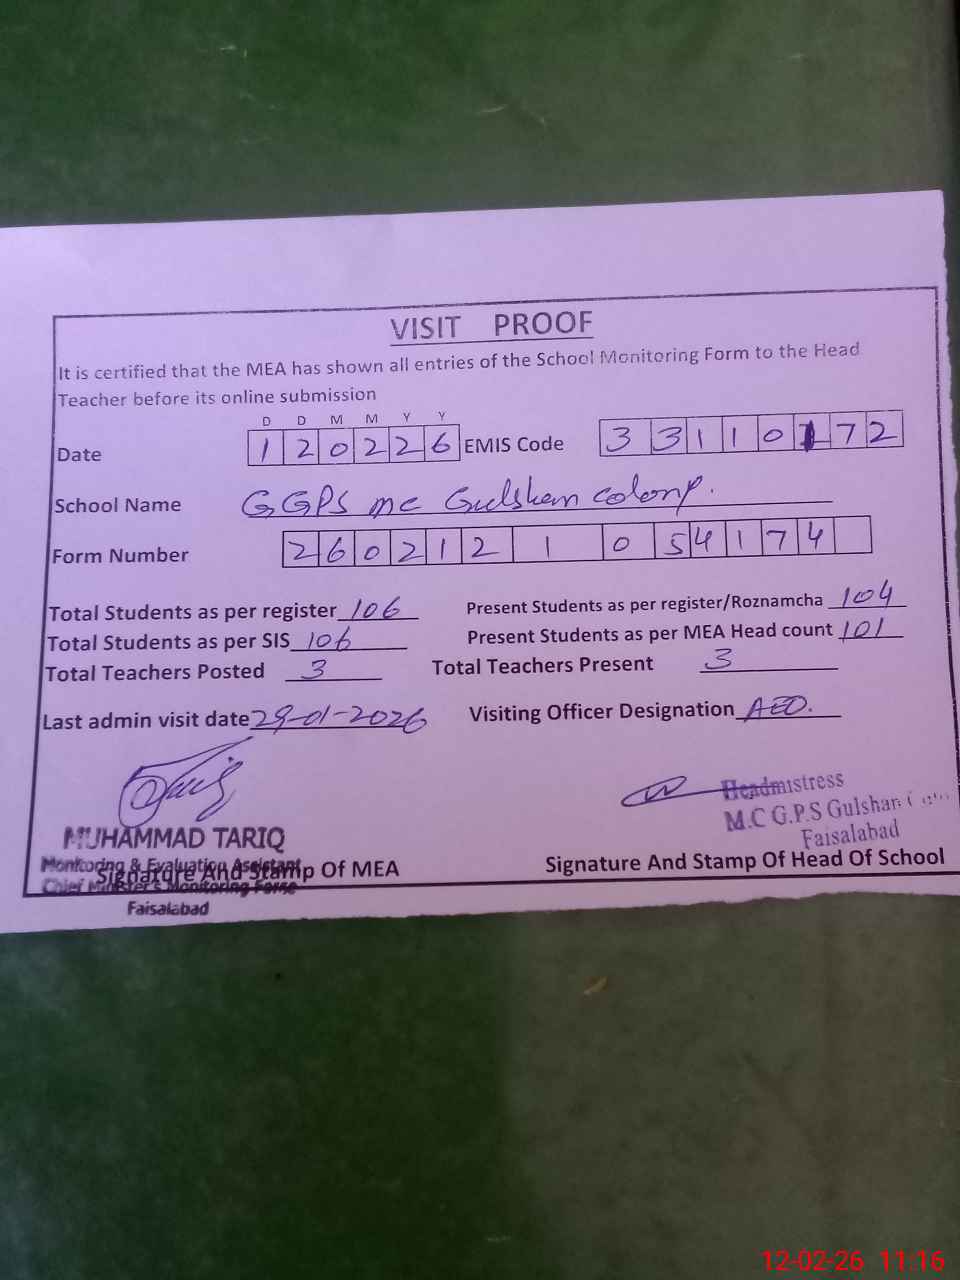 VISIT PROOF
It is certified that the MEA has shown all entries of the School Monitoring Form to the Head
Teacher before its online submission
D D M M Y Y
Date 1 2 0 2 2 6 EMIS Code 3 3 1 1 0 1 7 2
School Name GGPS mc Gulshan colony.
Form Number 2 6 0 2 1 2 1 0 5 4 1 7 4
Total Students as per register 106 Present Students as per register/Roznamcha 104
Total Students as per SIS 106 Present Students as per MEA Head count 101
Total Teachers Posted 3 Total Teachers Present 3
Last admin visit date 29-01-2026 Visiting Officer Designation AEO.
Headmistress
M.C G.P.S Gulshan
Faisalabad
MUHAMMAD TARIQ
Monitoring & Evaluation Assistant
Signature And Stamp Of MEA Signature And Stamp Of Head Of School
Chief Minister's Monitoring Force
Faisalabad
12-02-26 11:16